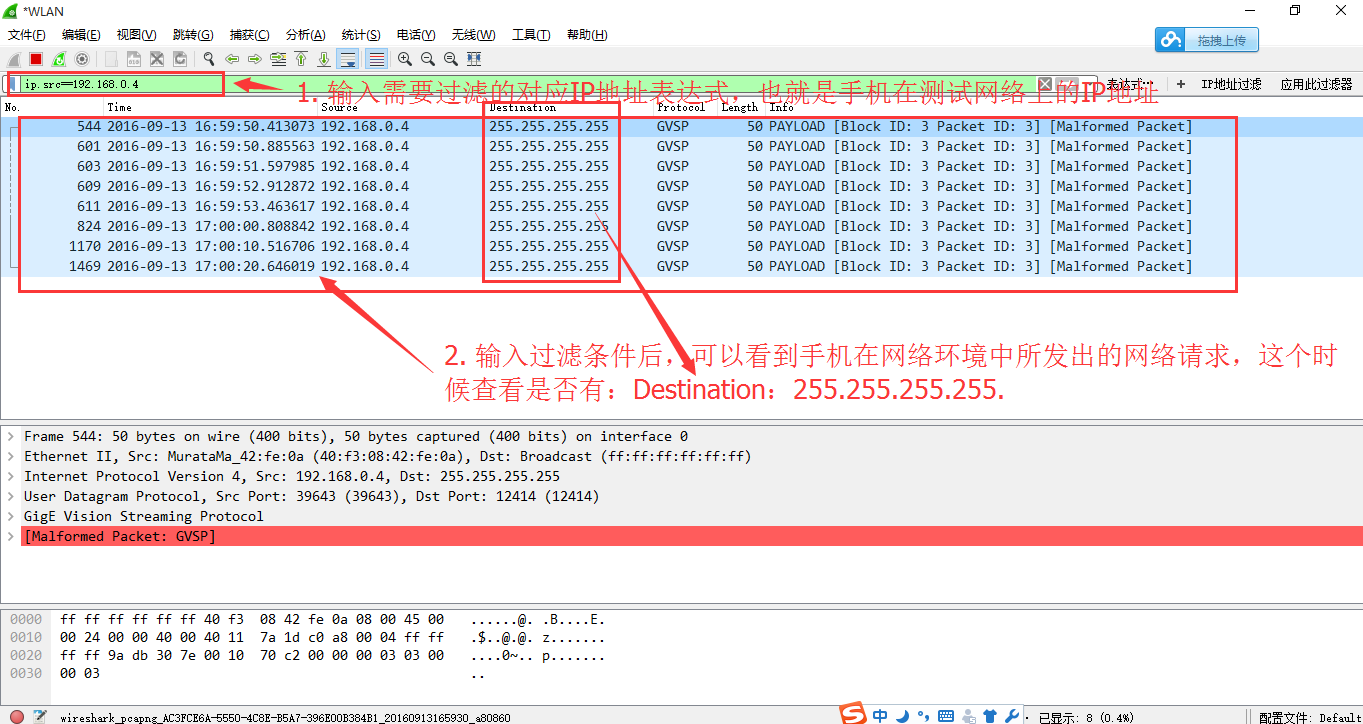 *WLAN
文件(F) 编辑(E) 视图(V) 跳转(G) 捕获(C) 分析(A) 统计(S) 电话(Y) 无线(W) 工具(T) 帮助(H)
拖拽上传
ip.src==192.168.0.4
表达式… + IP地址过滤 应用此过滤器
1. 输入需要过滤的对应IP地址表达式，也就是手机在测试网络上的IP地址
No. Time Source Destination Protocol Length Info
544 2016-09-13 16:59:50.413073 192.168.0.4 255.255.255.255 GVSP 50 PAYLOAD [Block ID: 3 Packet ID: 3] [Malformed Packet]
601 2016-09-13 16:59:50.885563 192.168.0.4 255.255.255.255 GVSP 50 PAYLOAD [Block ID: 3 Packet ID: 3] [Malformed Packet]
603 2016-09-13 16:59:51.597985 192.168.0.4 255.255.255.255 GVSP 50 PAYLOAD [Block ID: 3 Packet ID: 3] [Malformed Packet]
609 2016-09-13 16:59:52.912872 192.168.0.4 255.255.255.255 GVSP 50 PAYLOAD [Block ID: 3 Packet ID: 3] [Malformed Packet]
611 2016-09-13 16:59:53.463617 192.168.0.4 255.255.255.255 GVSP 50 PAYLOAD [Block ID: 3 Packet ID: 3] [Malformed Packet]
824 2016-09-13 17:00:00.808842 192.168.0.4 255.255.255.255 GVSP 50 PAYLOAD [Block ID: 3 Packet ID: 3] [Malformed Packet]
1170 2016-09-13 17:00:10.516706 192.168.0.4 255.255.255.255 GVSP 50 PAYLOAD [Block ID: 3 Packet ID: 3] [Malformed Packet]
1469 2016-09-13 17:00:20.646019 192.168.0.4 255.255.255.255 GVSP 50 PAYLOAD [Block ID: 3 Packet ID: 3] [Malformed Packet]
2. 输入过滤条件后，可以看到手机在网络环境中所发出的网络请求，这个时
候查看是否有：Destination：255.255.255.255.
Frame 544: 50 bytes on wire (400 bits), 50 bytes captured (400 bits) on interface 0
Ethernet II, Src: MurataMa_42:fe:0a (40:f3:08:42:fe:0a), Dst: Broadcast (ff:ff:ff:ff:ff:ff)
Internet Protocol Version 4, Src: 192.168.0.4, Dst: 255.255.255.255
User Datagram Protocol, Src Port: 39643 (39643), Dst Port: 12414 (12414)
GigE Vision Streaming Protocol
[Malformed Packet: GVSP]
0000 ff ff ff ff ff ff 40 f3 08 42 fe 0a 08 00 45 00 ......@. .B....E.
0010 00 24 00 00 40 00 40 11 7a 1d c0 a8 00 04 ff ff .$..@.@. z.......
0020 ff ff 9a db 30 7e 00 10 70 c2 00 00 00 03 03 00 ....0~.. p.......
0030 00 03 ..
wireshark_pcapng_AC3FCE6A-5550-4C8E-B5A7-396E00B384B1_20160913165930_a80860 中 已显示: 8 (0.4%) 配置文件: Default